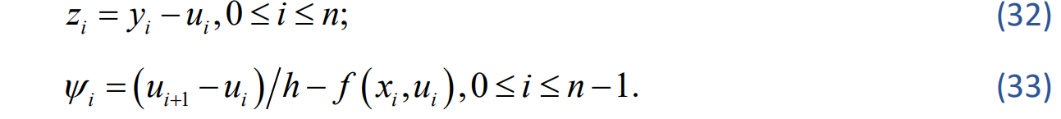 z_i = y_i − u_i, 0 ≤ i ≤ n; (32)
ψ_i = (u_{i+1} − u_i)/h − f(x_i, u_i), 0 ≤ i ≤ n − 1. (33)